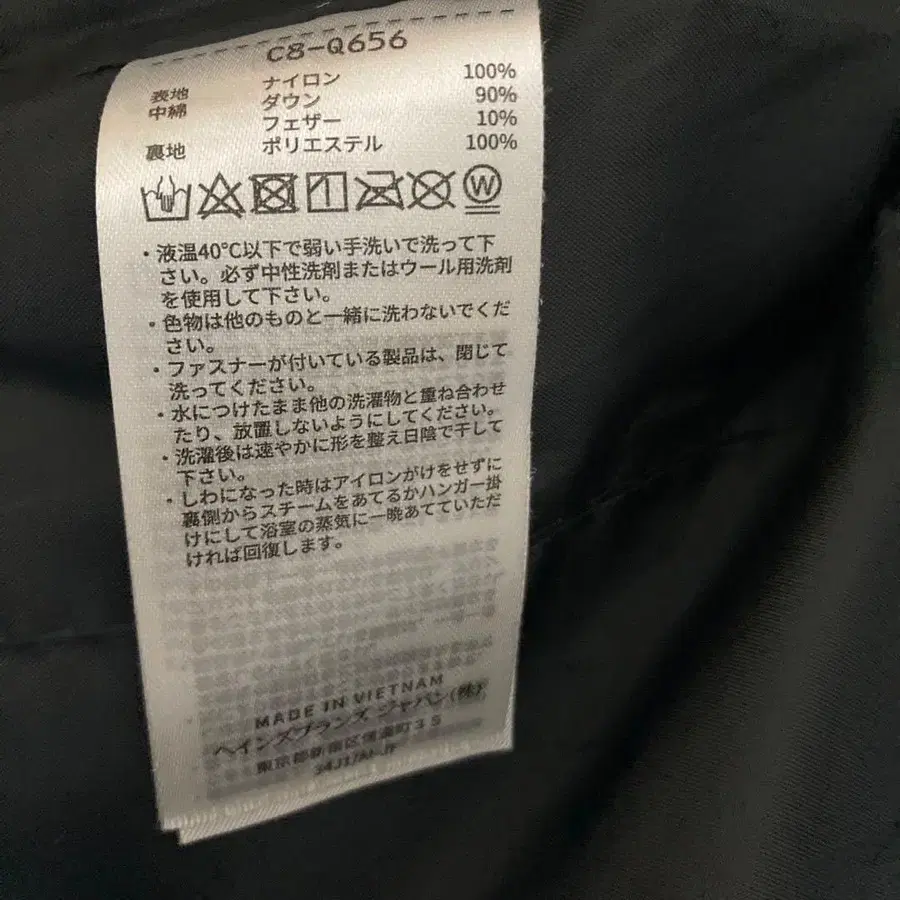 C8-Q656
表地 ナイロン 100%
中綿 ダウン 90%
フェザー 10%
裏地 ポリエステル 100%
W
・液温40℃以下で弱い手洗いで洗って下
さい。必ず中性洗剤またはウール用洗剤
を使用して下さい。
・色物は他のものと一緒に洗わないでくだ
さい。
・ファスナーが付いている製品は、閉じて
洗ってください。
・水につけたまま他の洗濯物と重ね合わせ
たり、放置しないようにしてください。
・洗濯後は速やかに形を整え日陰で干して
下さい。
・しわになった時はアイロンがけをせずに
裏側からスチームをあてるかハンガー掛
けにして浴室の蒸気に一晩あてていただ
ければ回復します。
MADE IN VIETNAM
ヘインズブランズ ジャパン(株)
東京都新宿区信濃町35